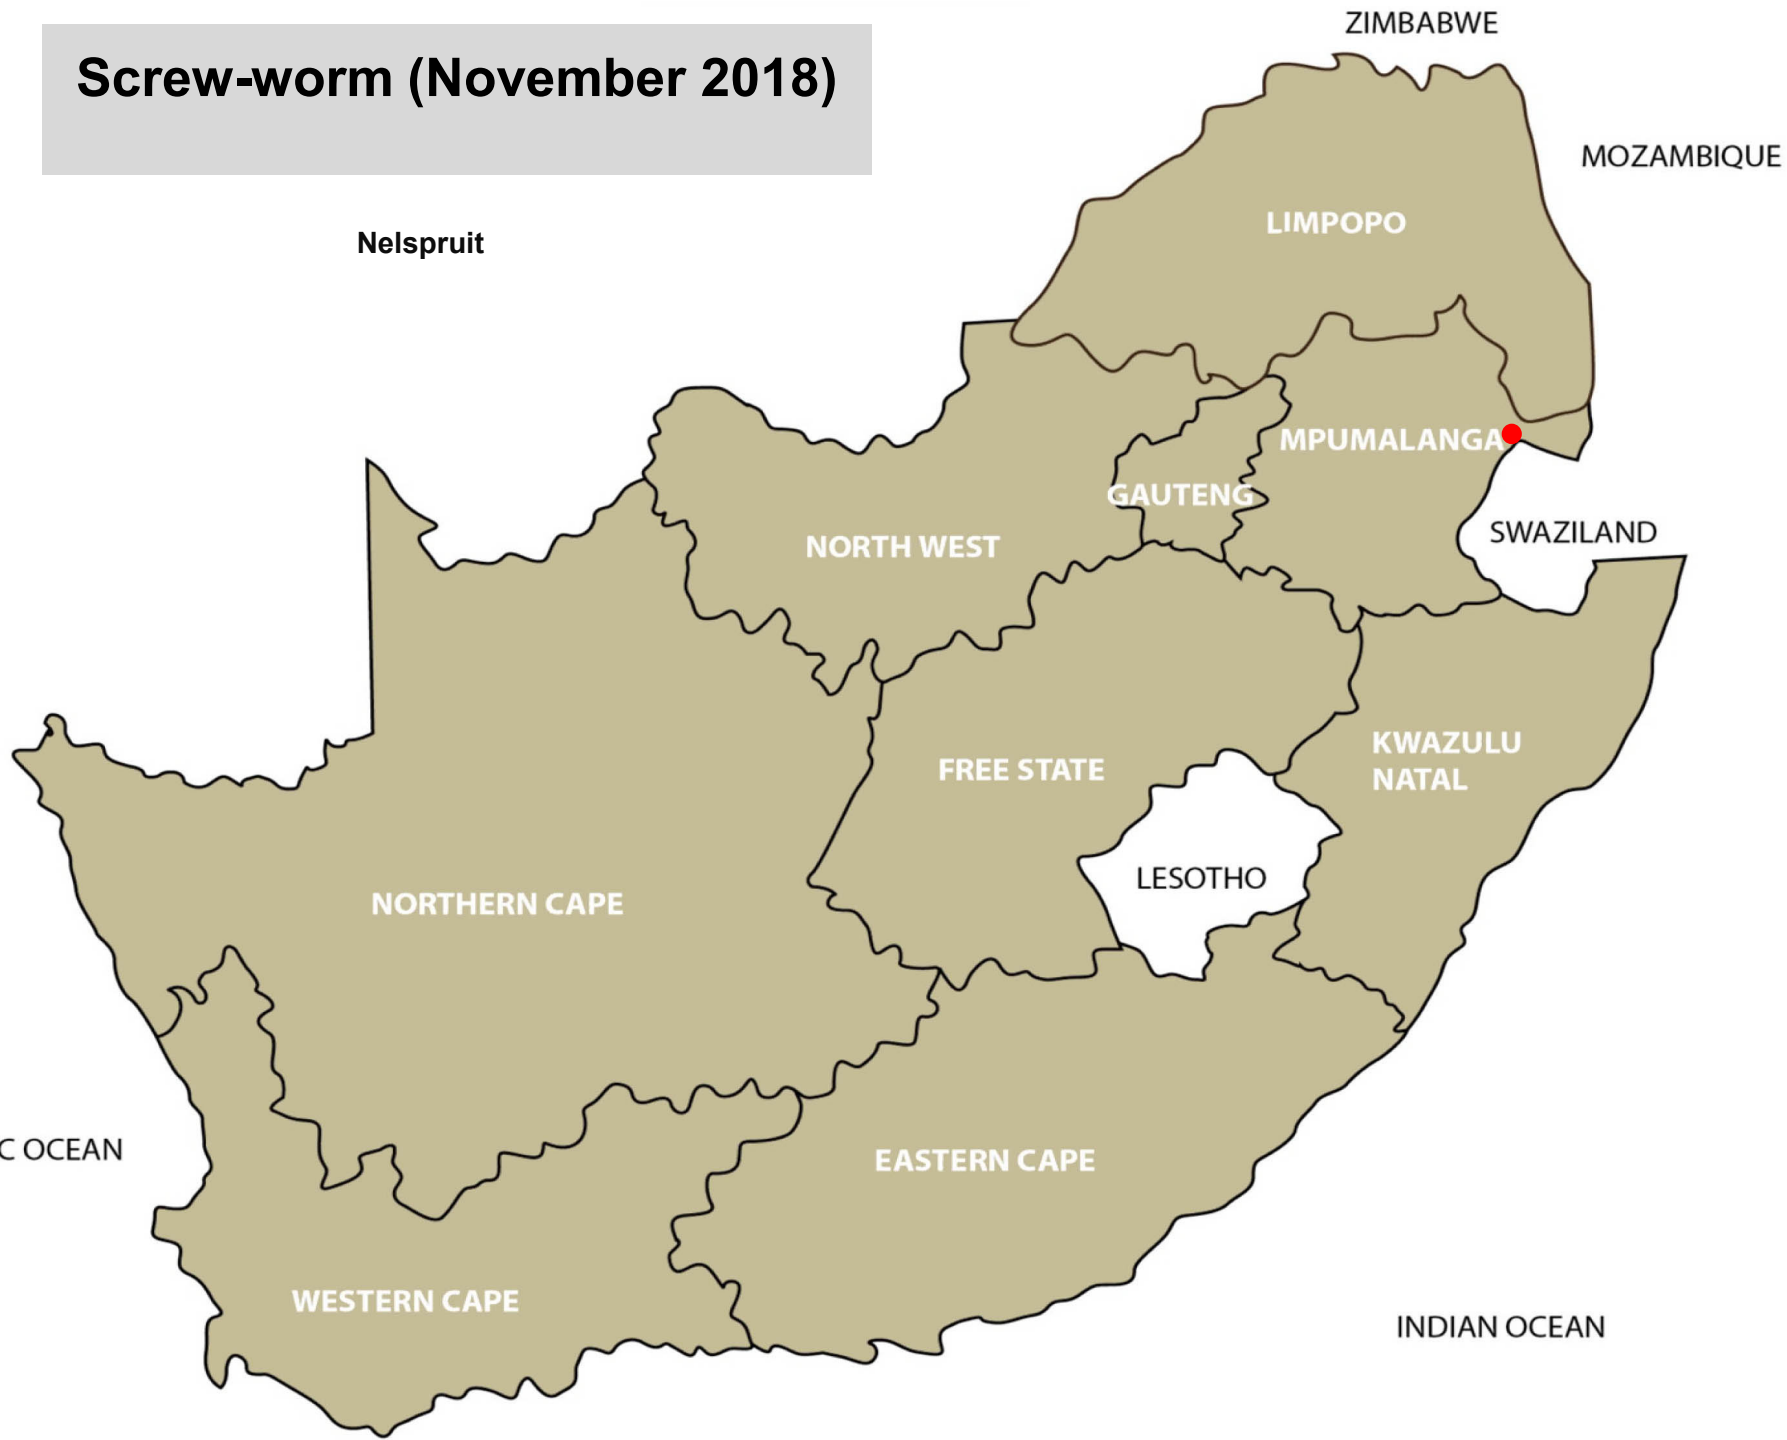 ZIMBABWE
Screw-worm (November 2018)
MOZAMBIQUE
LIMPOPO
Nelspruit
MPUMALANGA
GAUTENG
SWAZILAND
NORTH WEST
KWAZULU
NATAL
FREE STATE
LESOTHO
NORTHERN CAPE
C OCEAN
EASTERN CAPE
WESTERN CAPE
INDIAN OCEAN